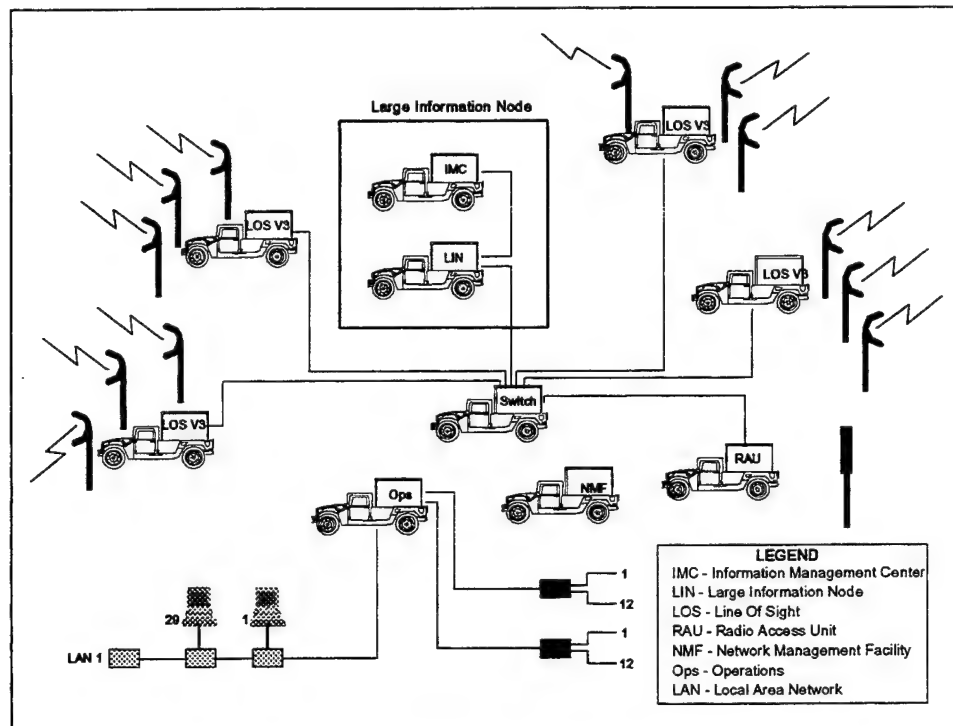 LOS V3
Large Information Node
IMC
LOS V3
LIN
LOS V3
LOS V3
Switch
RAU
Ops
NMF
1
12
1
12
29
1
LAN 1
LEGEND
IMC - Information Management Center
LIN - Large Information Node
LOS - Line Of Sight
RAU - Radio Access Unit
NMF - Network Management Facility
Ops - Operations
LAN - Local Area Network